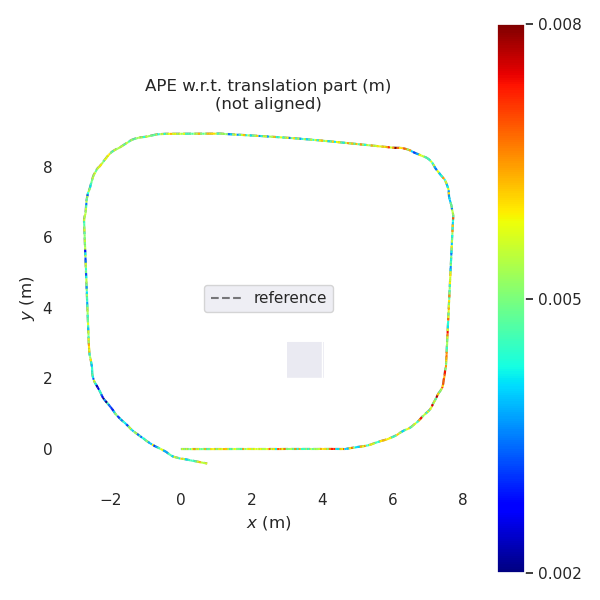 APE w.r.t. translation part (m)
(not aligned)
0.008
0.005
0.002
8
6
4
2
0
y (m)
reference
−2 0 2 4 6 8
x (m)